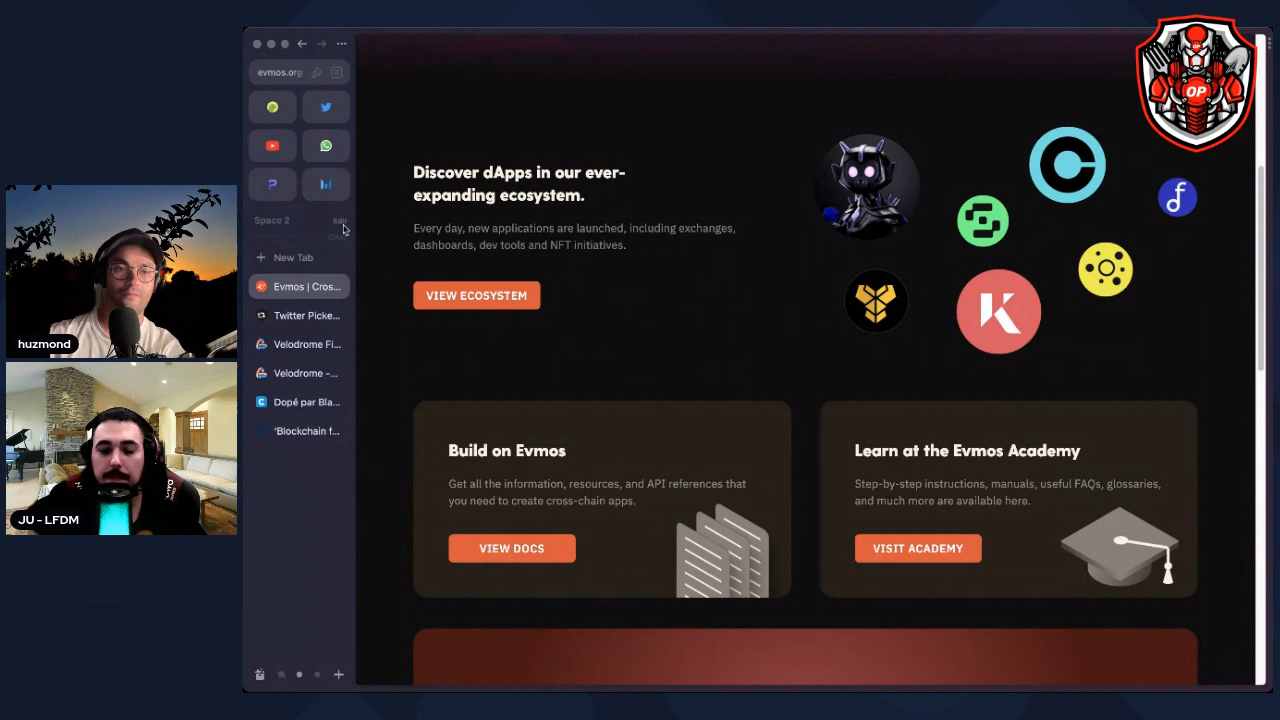 evmos.org
Space 2
Edit
New Tab
Evmos | Cros...
Twitter Picke...
Velodrome Fi...
Velodrome -...
Dopé par Bla...
'Blockchain f...
huzmond
JU - LFDM
Discover dApps in our ever-
expanding ecosystem.
Every day, new applications are launched, including exchanges,
dashboards, dev tools and NFT initiatives.
VIEW ECOSYSTEM
Build on Evmos
Get all the information, resources, and API references that
you need to create cross-chain apps.
VIEW DOCS
Learn at the Evmos Academy
Step-by-step instructions, manuals, useful FAQs, glossaries,
and much more are available here.
VISIT ACADEMY
OP
OP